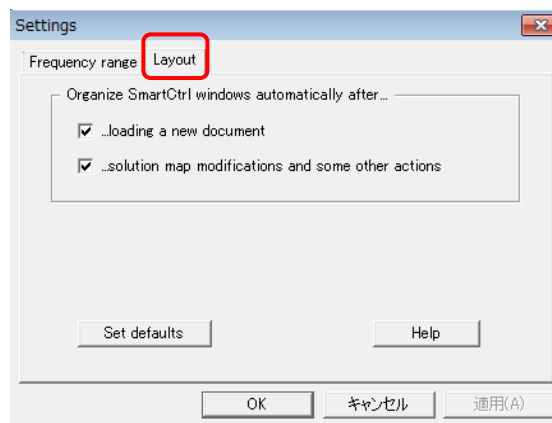 Settings
Frequency range Layout
Organize SmartCtrl windows automatically after...
...loading a new document
...solution map modifications and some other actions
Set defaults Help
OK キャンセル 適用(A)